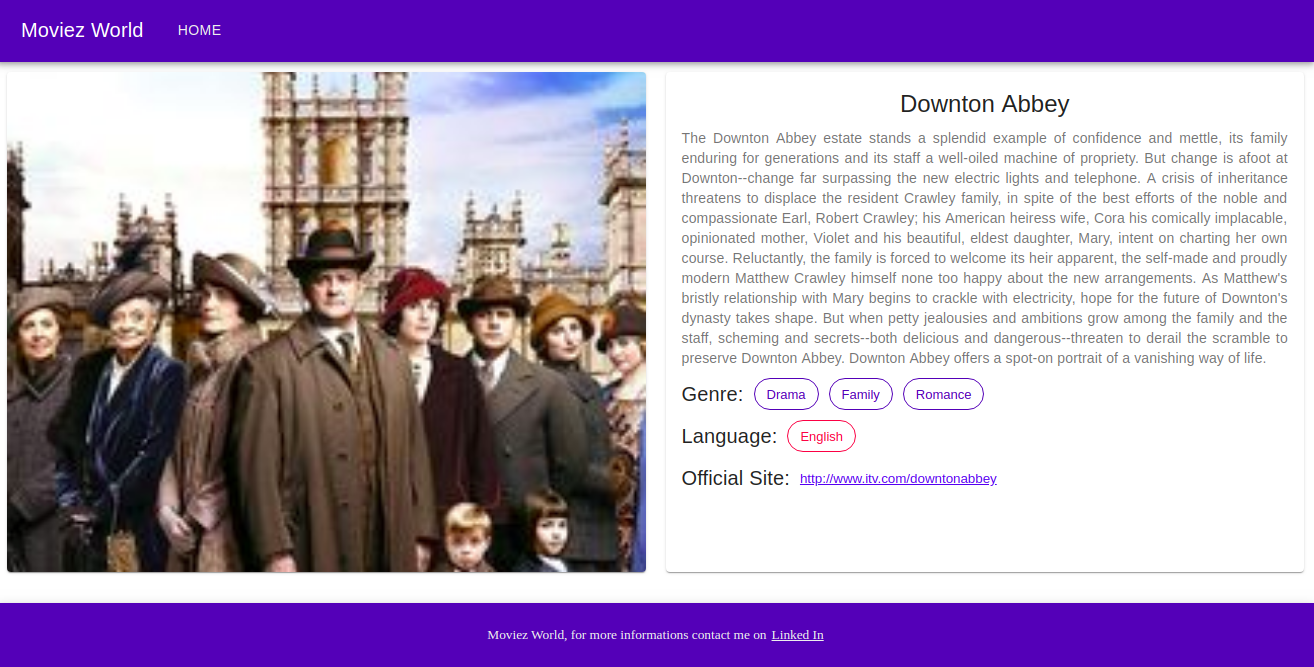 Moviez World HOME
Downton Abbey
The Downton Abbey estate stands a splendid example of confidence and mettle, its family
enduring for generations and its staff a well-oiled machine of propriety. But change is afoot at
Downton--change far surpassing the new electric lights and telephone. A crisis of inheritance
threatens to displace the resident Crawley family, in spite of the best efforts of the noble and
compassionate Earl, Robert Crawley; his American heiress wife, Cora his comically implacable,
opinionated mother, Violet and his beautiful, eldest daughter, Mary, intent on charting her own
course. Reluctantly, the family is forced to welcome its heir apparent, the self-made and proudly
modern Matthew Crawley himself none too happy about the new arrangements. As Matthew's
bristly relationship with Mary begins to crackle with electricity, hope for the future of Downton's
dynasty takes shape. But when petty jealousies and ambitions grow among the family and the
staff, scheming and secrets--both delicious and dangerous--threaten to derail the scramble to
preserve Downton Abbey. Downton Abbey offers a spot-on portrait of a vanishing way of life.
Genre: Drama Family Romance
Language: English
Official Site: http://www.itv.com/downtonabbey
Moviez World, for more informations contact me on Linked In